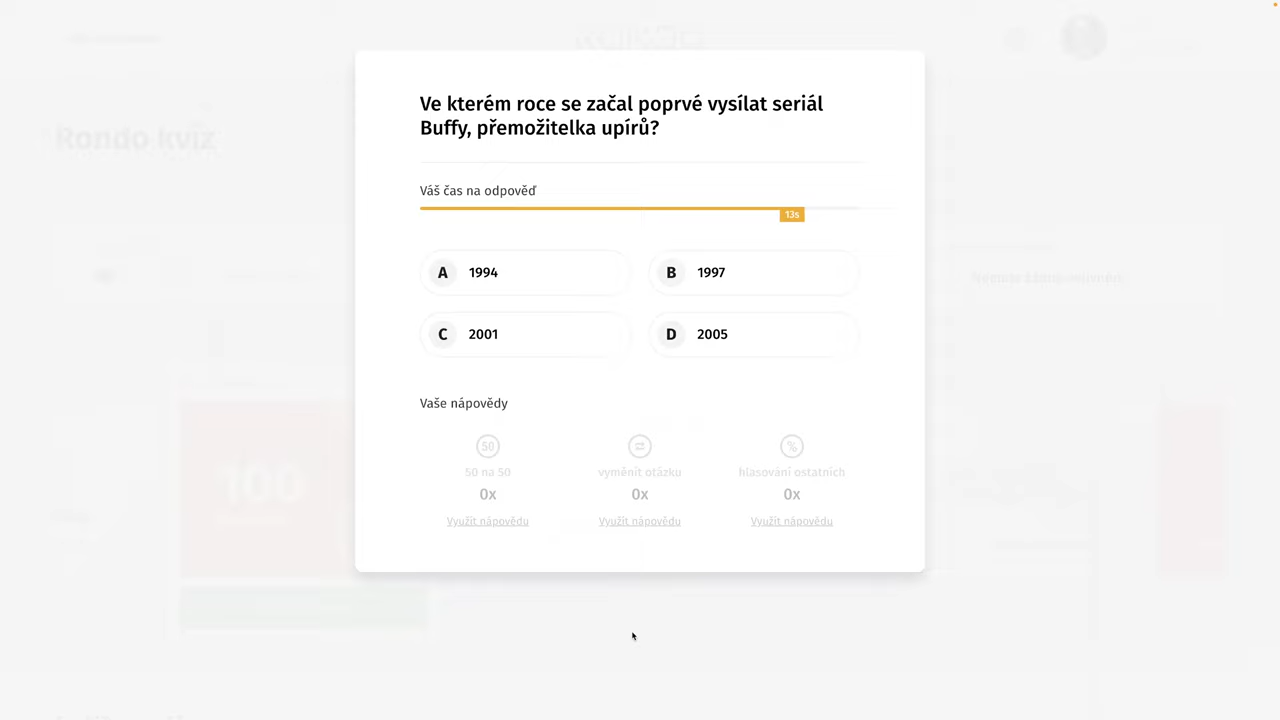 Rondo kvíz
Ve kterém roce se začal poprvé vysílat seriál
Buffy, přemožitelka upírů?
Váš čas na odpověď
13s
A 1994
B 1997
C 2001
D 2005
Vaše nápovědy
50
50 na 50
0x
Využít nápovědu
vyměnit otázku
0x
Využít nápovědu
%
hlasování ostatních
0x
Využít nápovědu
100